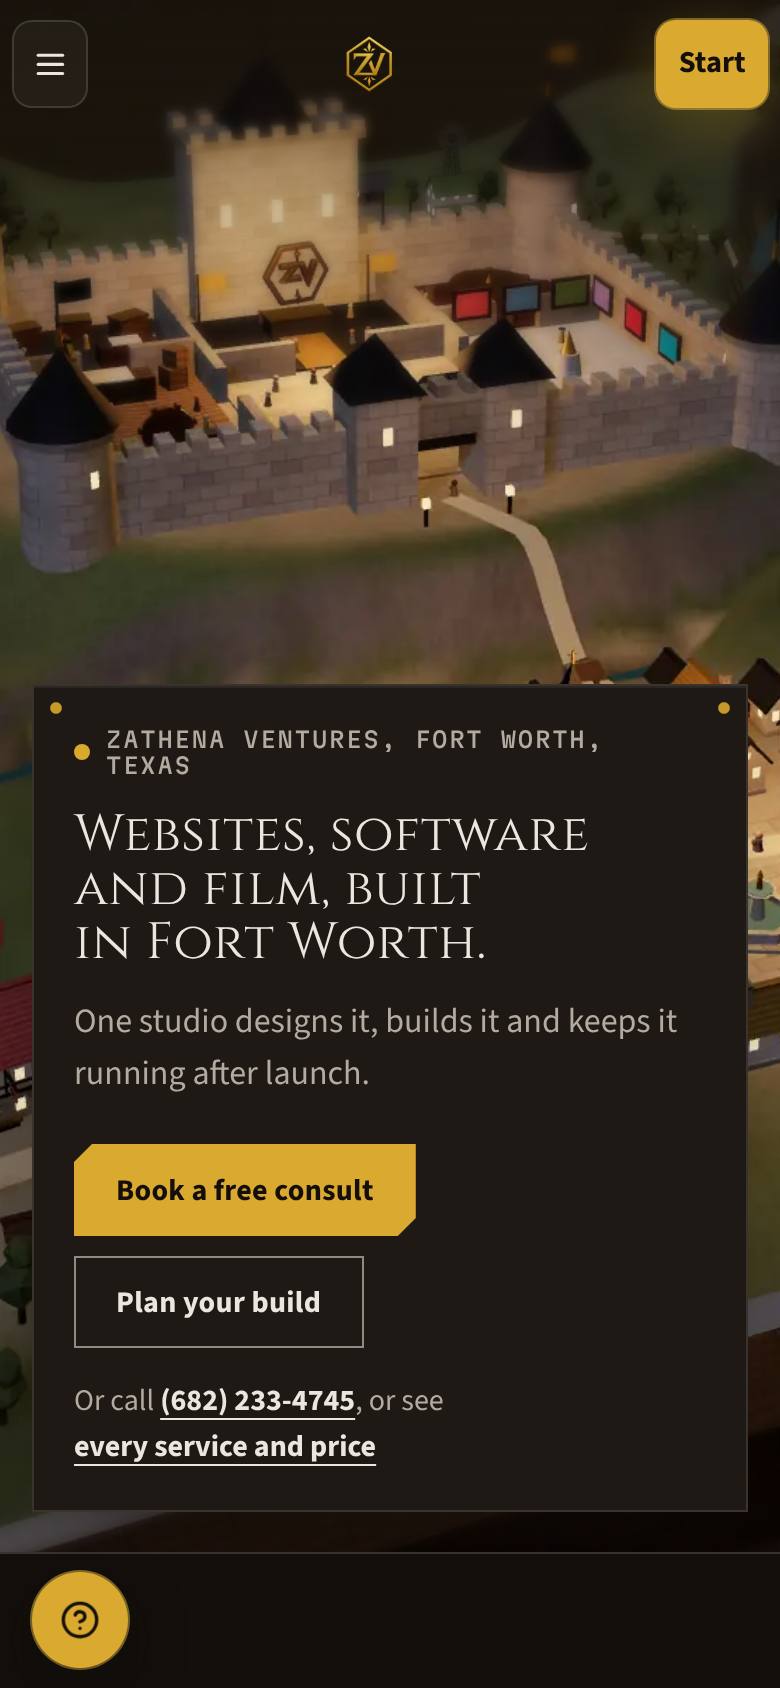 ZV
Start
ZV
ZATHENA VENTURES, FORT WORTH,
TEXAS
WEBSITES, SOFTWARE
AND FILM, BUILT
IN FORT WORTH.
One studio designs it, builds it and keeps it
running after launch.
Book a free consult
Plan your build
Or call (682) 233-4745, or see
every service and price
?